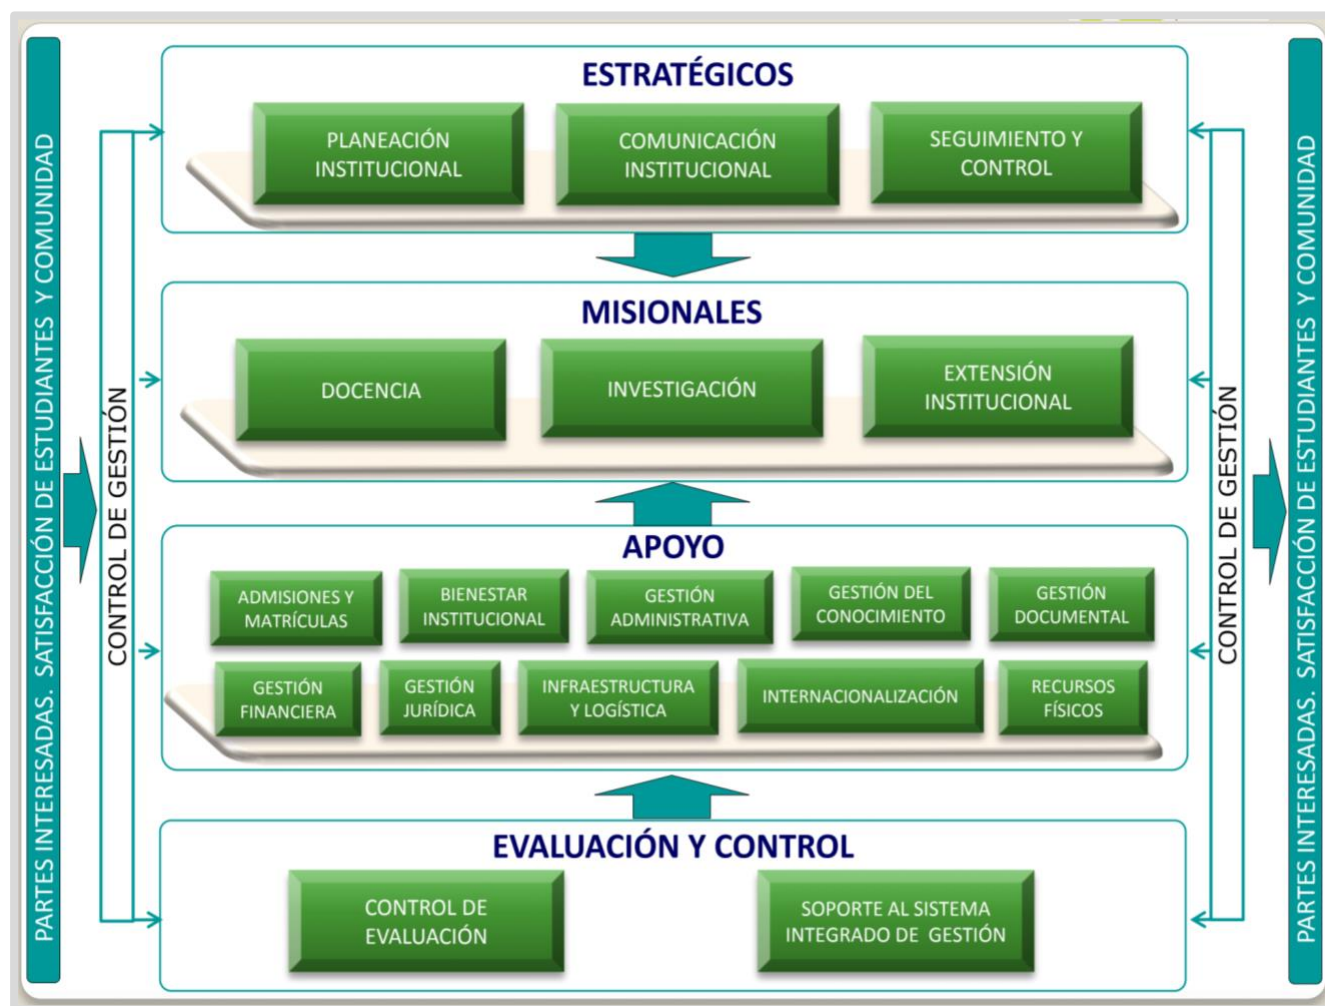 PARTES INTERESADAS.  SATISFACCIÓN DE ESTUDIANTES  Y COMUNIDAD
CONTROL DE GESTIÓN
ESTRATÉGICOS
PLANEACIÓN
INSTITUCIONAL
COMUNICACIÓN
INSTITUCIONAL
SEGUIMIENTO Y
CONTROL
MISIONALES
DOCENCIA
INVESTIGACIÓN
EXTENSIÓN
INSTITUCIONAL
APOYO
ADMISIONES Y
MATRÍCULAS
BIENESTAR
INSTITUCIONAL
GESTIÓN
ADMINISTRATIVA
GESTIÓN DEL
CONOCIMIENTO
GESTIÓN
DOCUMENTAL
GESTIÓN
FINANCIERA
GESTIÓN
JURÍDICA
INFRAESTRUCTURA
Y LOGÍSTICA
INTERNACIONALIZACIÓN
RECURSOS
FÍSICOS
EVALUACIÓN Y CONTROL
CONTROL DE
EVALUACIÓN
SOPORTE AL SISTEMA
INTEGRADO DE  GESTIÓN
CONTROL DE GESTIÓN
PARTES INTERESADAS.  SATISFACCIÓN DE ESTUDIANTES  Y COMUNIDAD